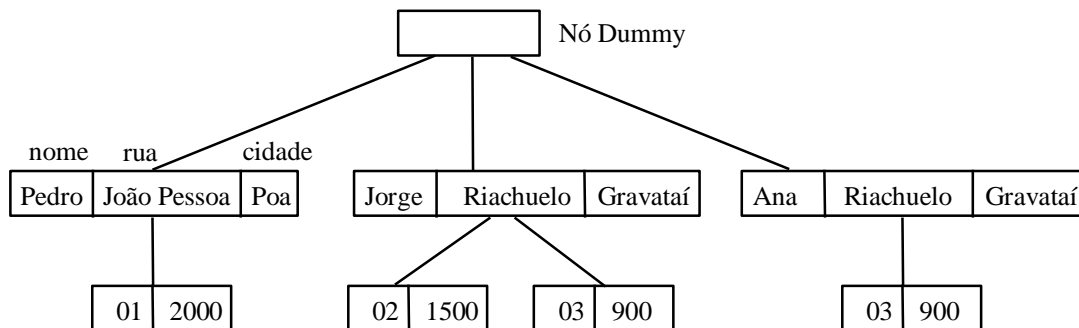 Nó Dummy
nome rua cidade
Pedro João Pessoa Poa Jorge Riachuelo Gravataí Ana Riachuelo Gravataí
01 2000 02 1500 03 900 03 900